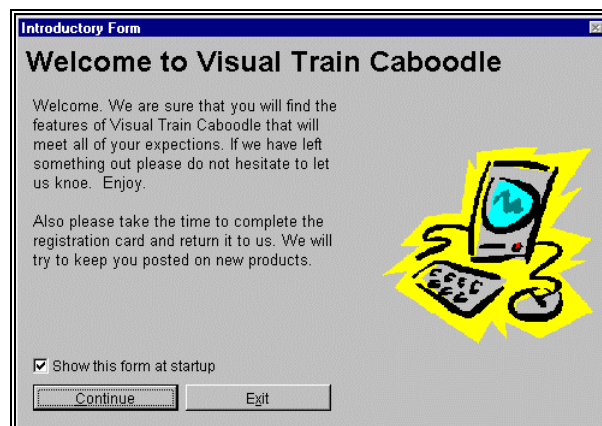 Introductory Form
Welcome to Visual Train Caboodle
Welcome. We are sure that you will find the
features of Visual Train Caboodle that will
meet all of your expections. If we have left
something out please do not hesitate to let
us knoe.  Enjoy.
Also please take the time to complete the
registration card and return it to us. We will
try to keep you posted on new products.
Show this form at startup
Continue
Exit